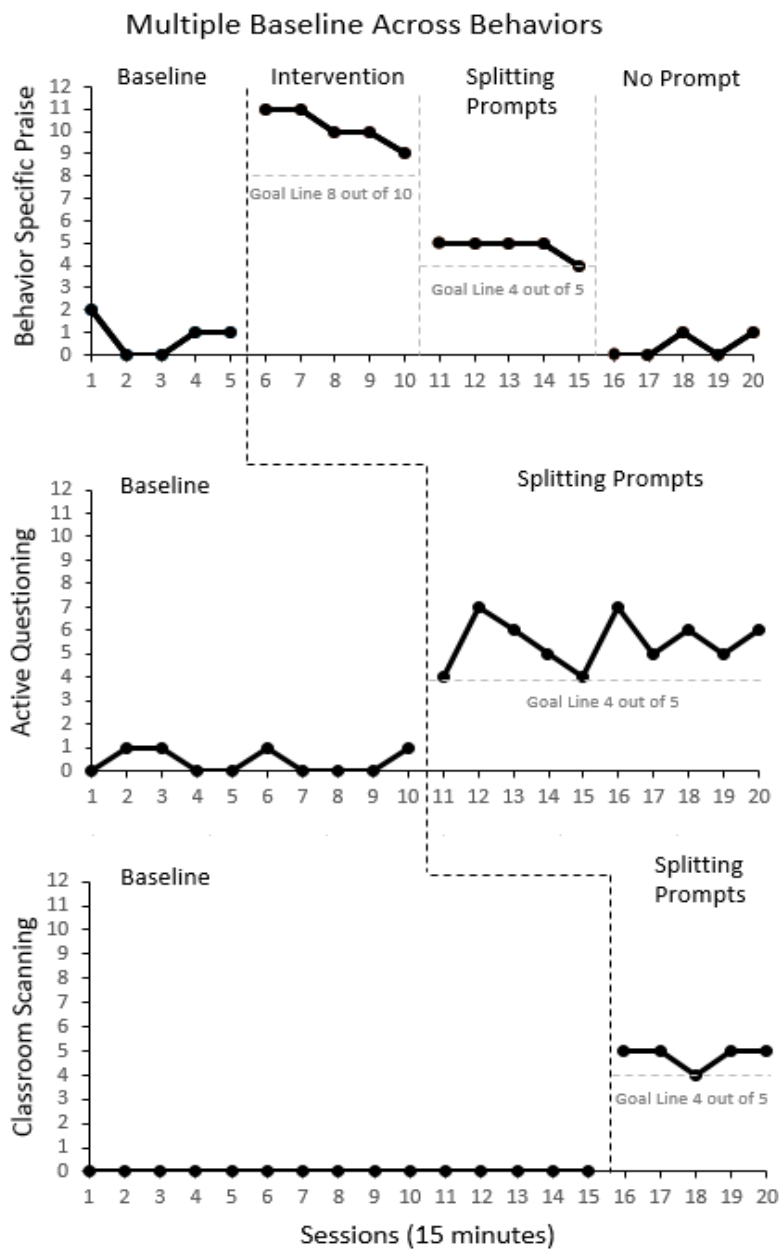 Multiple Baseline Across Behaviors
Baseline
Intervention
Splitting
Prompts
No Prompt
Behavior Specific Praise
12
11
10
9
8
7
6
5
4
3
2
1
0
Goal Line 8 out of 10
Goal Line 4 out of 5
1 2 3 4 5 6 7 8 9 10 11 12 13 14 15 16 17 18 19 20
Baseline
Splitting Prompts
Active Questioning
12
11
10
9
8
7
6
5
4
3
2
1
0
Goal Line 4 out of 5
1 2 3 4 5 6 7 8 9 10 11 12 13 14 15 16 17 18 19 20
Baseline
Splitting
Prompts
Classroom Scanning
12
11
10
9
8
7
6
5
4
3
2
1
0
Goal Line 4 out of 5
1 2 3 4 5 6 7 8 9 10 11 12 13 14 15 16 17 18 19 20
Sessions (15 minutes)